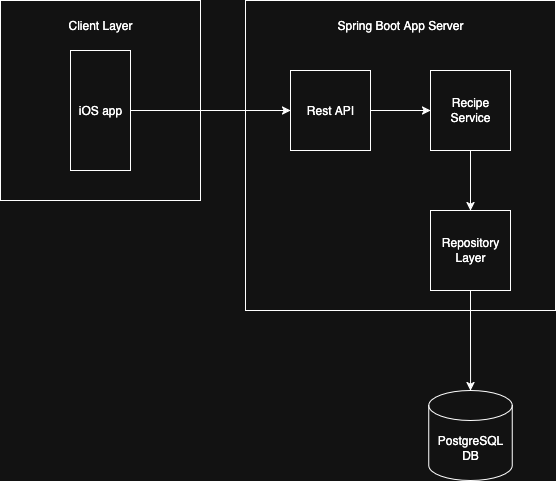 Client Layer
Spring Boot App Server
iOS app
Rest API
Recipe
Service
Repository
Layer
PostgreSQL
DB